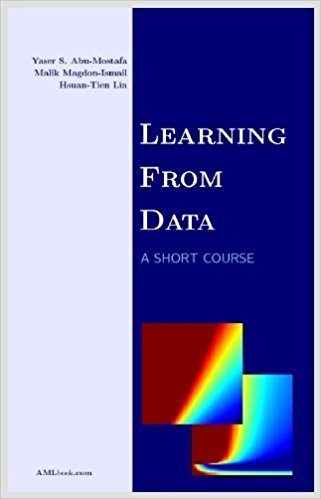 Yaser S. Abu-Mostafa
Malik Magdon-Ismail
Hsuan-Tien Lin
LEARNING
FROM
DATA
A SHORT COURSE
AMLbook.com